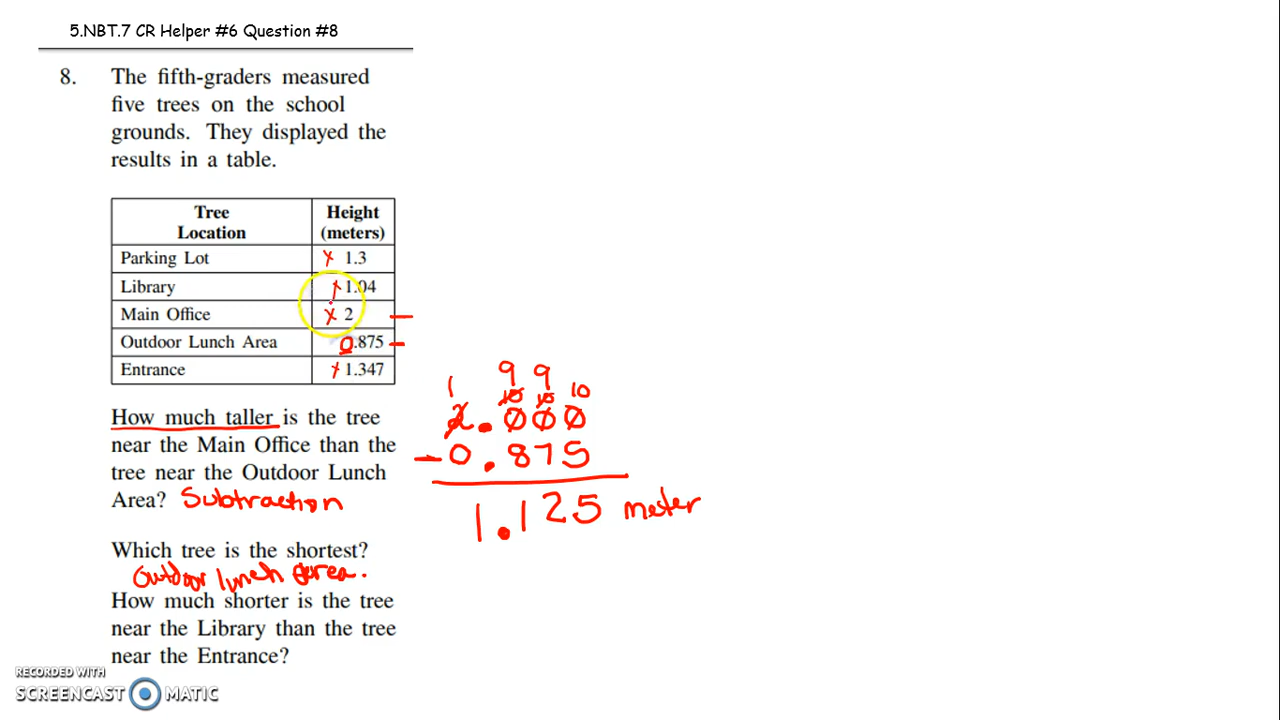 5.NBT.7 CR Helper #6 Question #8
8. The fifth-graders measured
five trees on the school
grounds. They displayed the
results in a table.
Tree Height
Location (meters)
Parking Lot x 1.3
Library x 1.04
Main Office x 2 –
Outdoor Lunch Area 0.875 –
Entrance x 1.347
How much taller is the tree
near the Main Office than the
tree near the Outdoor Lunch
Area? Subtraction
9 9
1 10 10 10
2.000
– 0.875
1.125 meter
Which tree is the shortest?
Outdoor lunch area.
How much shorter is the tree
near the Library than the tree
near the Entrance?
RECORDED WITH
SCREENCAST MATIC